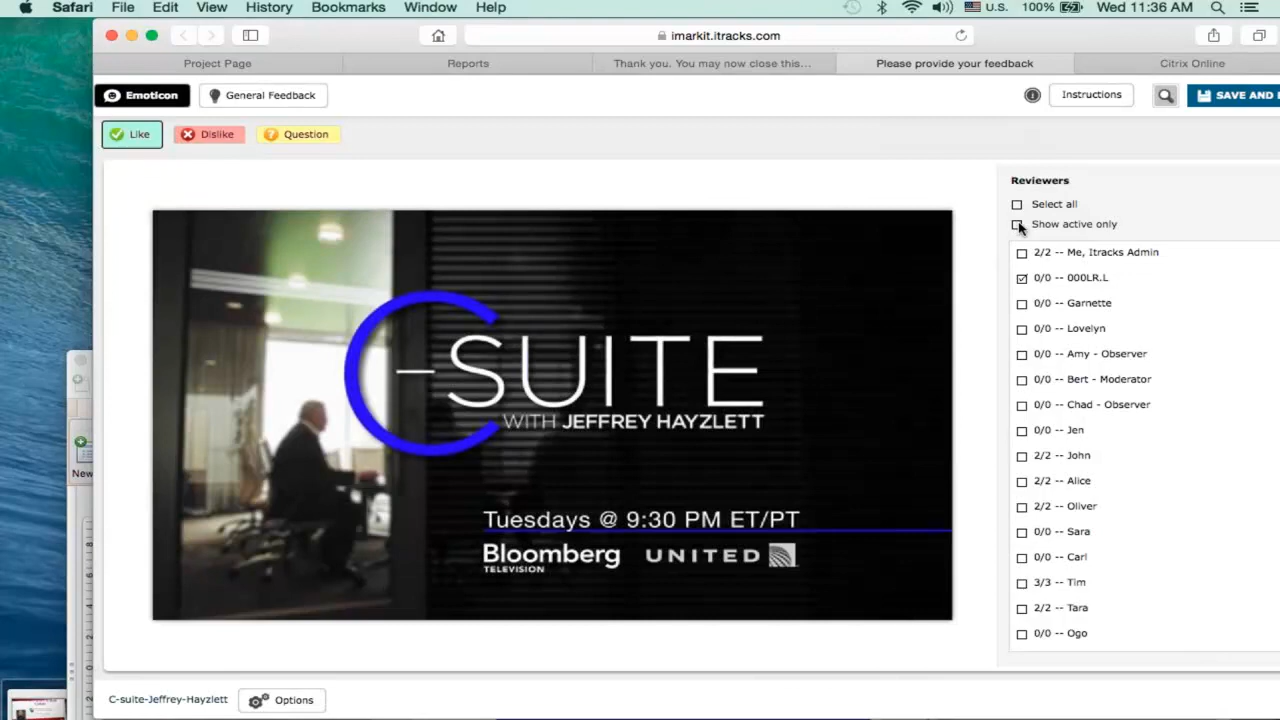 Safari File Edit View History Bookmarks Window Help U.S. 100% Wed 11:36 AM
imarkit.itracks.com
Project Page Reports Thank you. You may now close this... Please provide your feedback Citrix Online
Emoticon General Feedback Instructions SAVE AND
Like Dislike Question
Reviewers
Select all
Show active only
2/2 -- Me, Itracks Admin
0/0 -- 000LR.L
0/0 -- Garnette
0/0 -- Lovelyn
0/0 -- Amy - Observer
0/0 -- Bert - Moderator
0/0 -- Chad - Observer
0/0 -- Jen
2/2 -- John
2/2 -- Alice
2/2 -- Oliver
0/0 -- Sara
0/0 -- Carl
3/3 -- Tim
2/2 -- Tara
0/0 -- Ogo
C-SUITE
WITH JEFFREY HAYZLETT
Tuesdays @ 9:30 PM ET/PT
Bloomberg UNITED
TELEVISION
New
C-suite-Jeffrey-Hayzlett Options